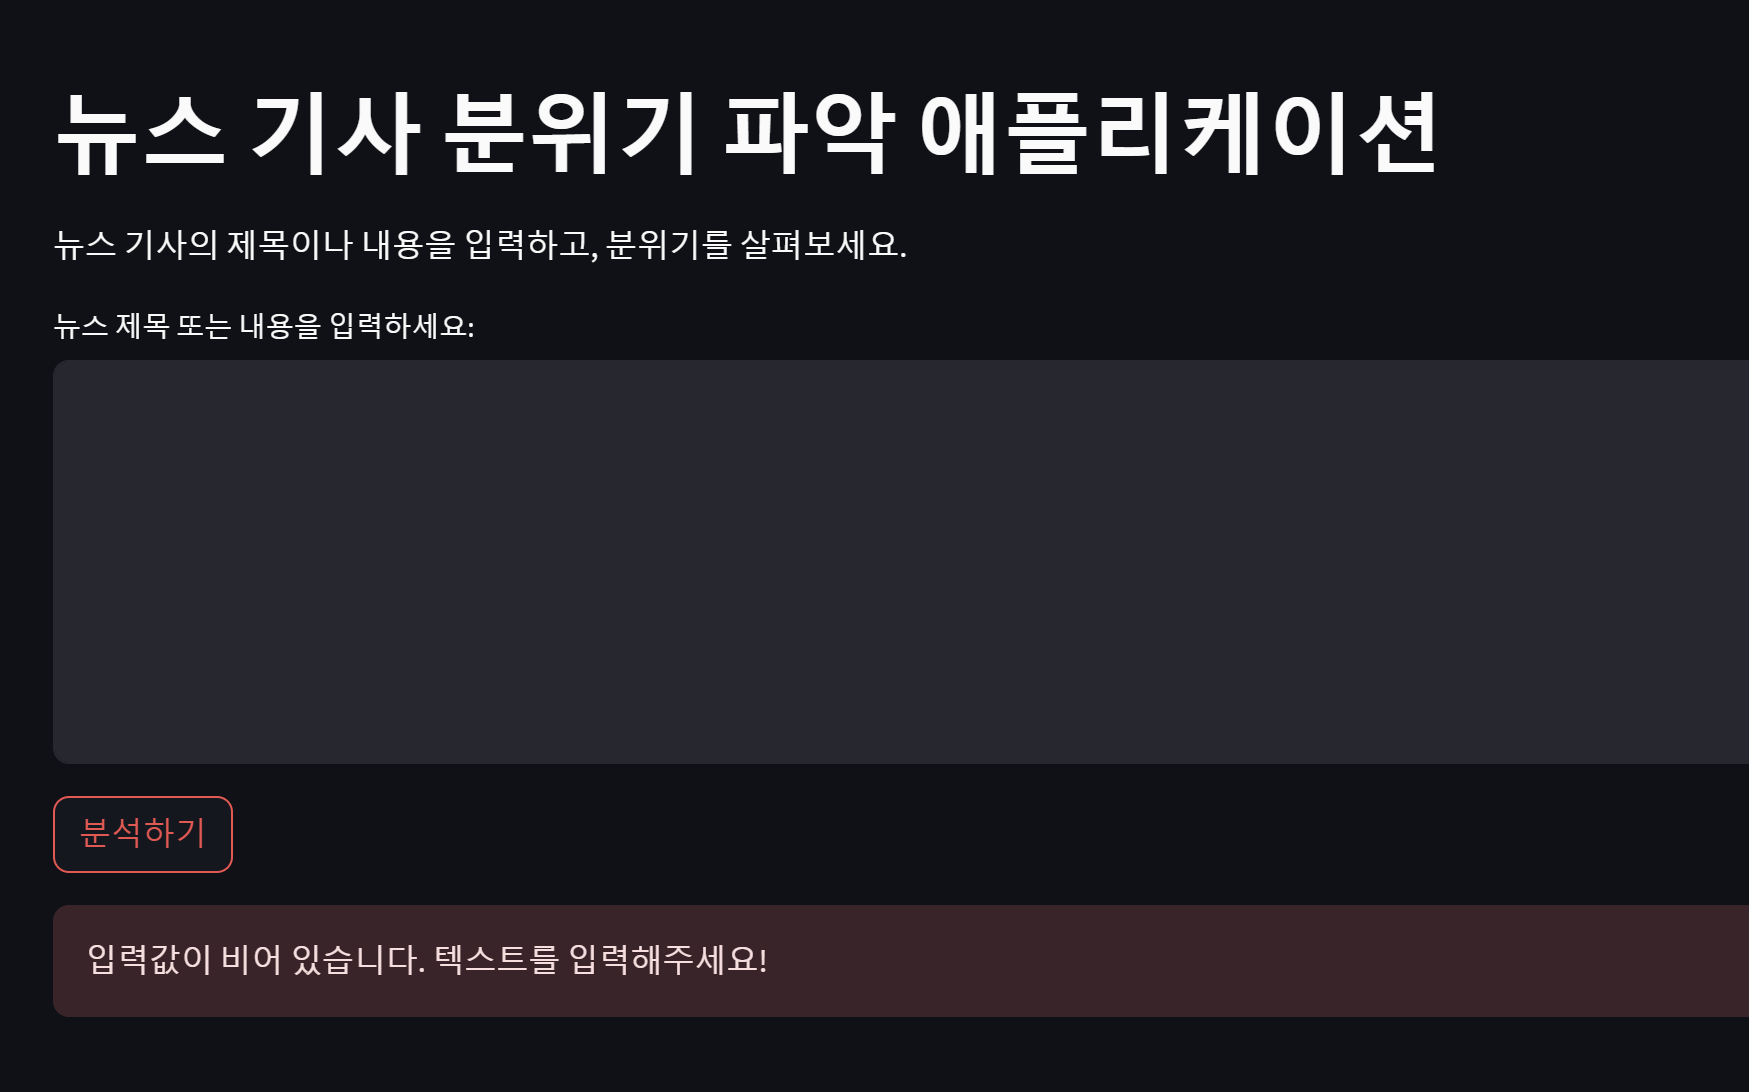 뉴스 기사 분위기 파악 애플리케이션
뉴스 기사의 제목이나 내용을 입력하고, 분위기를 살펴보세요.
뉴스 제목 또는 내용을 입력하세요:
분석하기
입력값이 비어 있습니다. 텍스트를 입력해주세요!